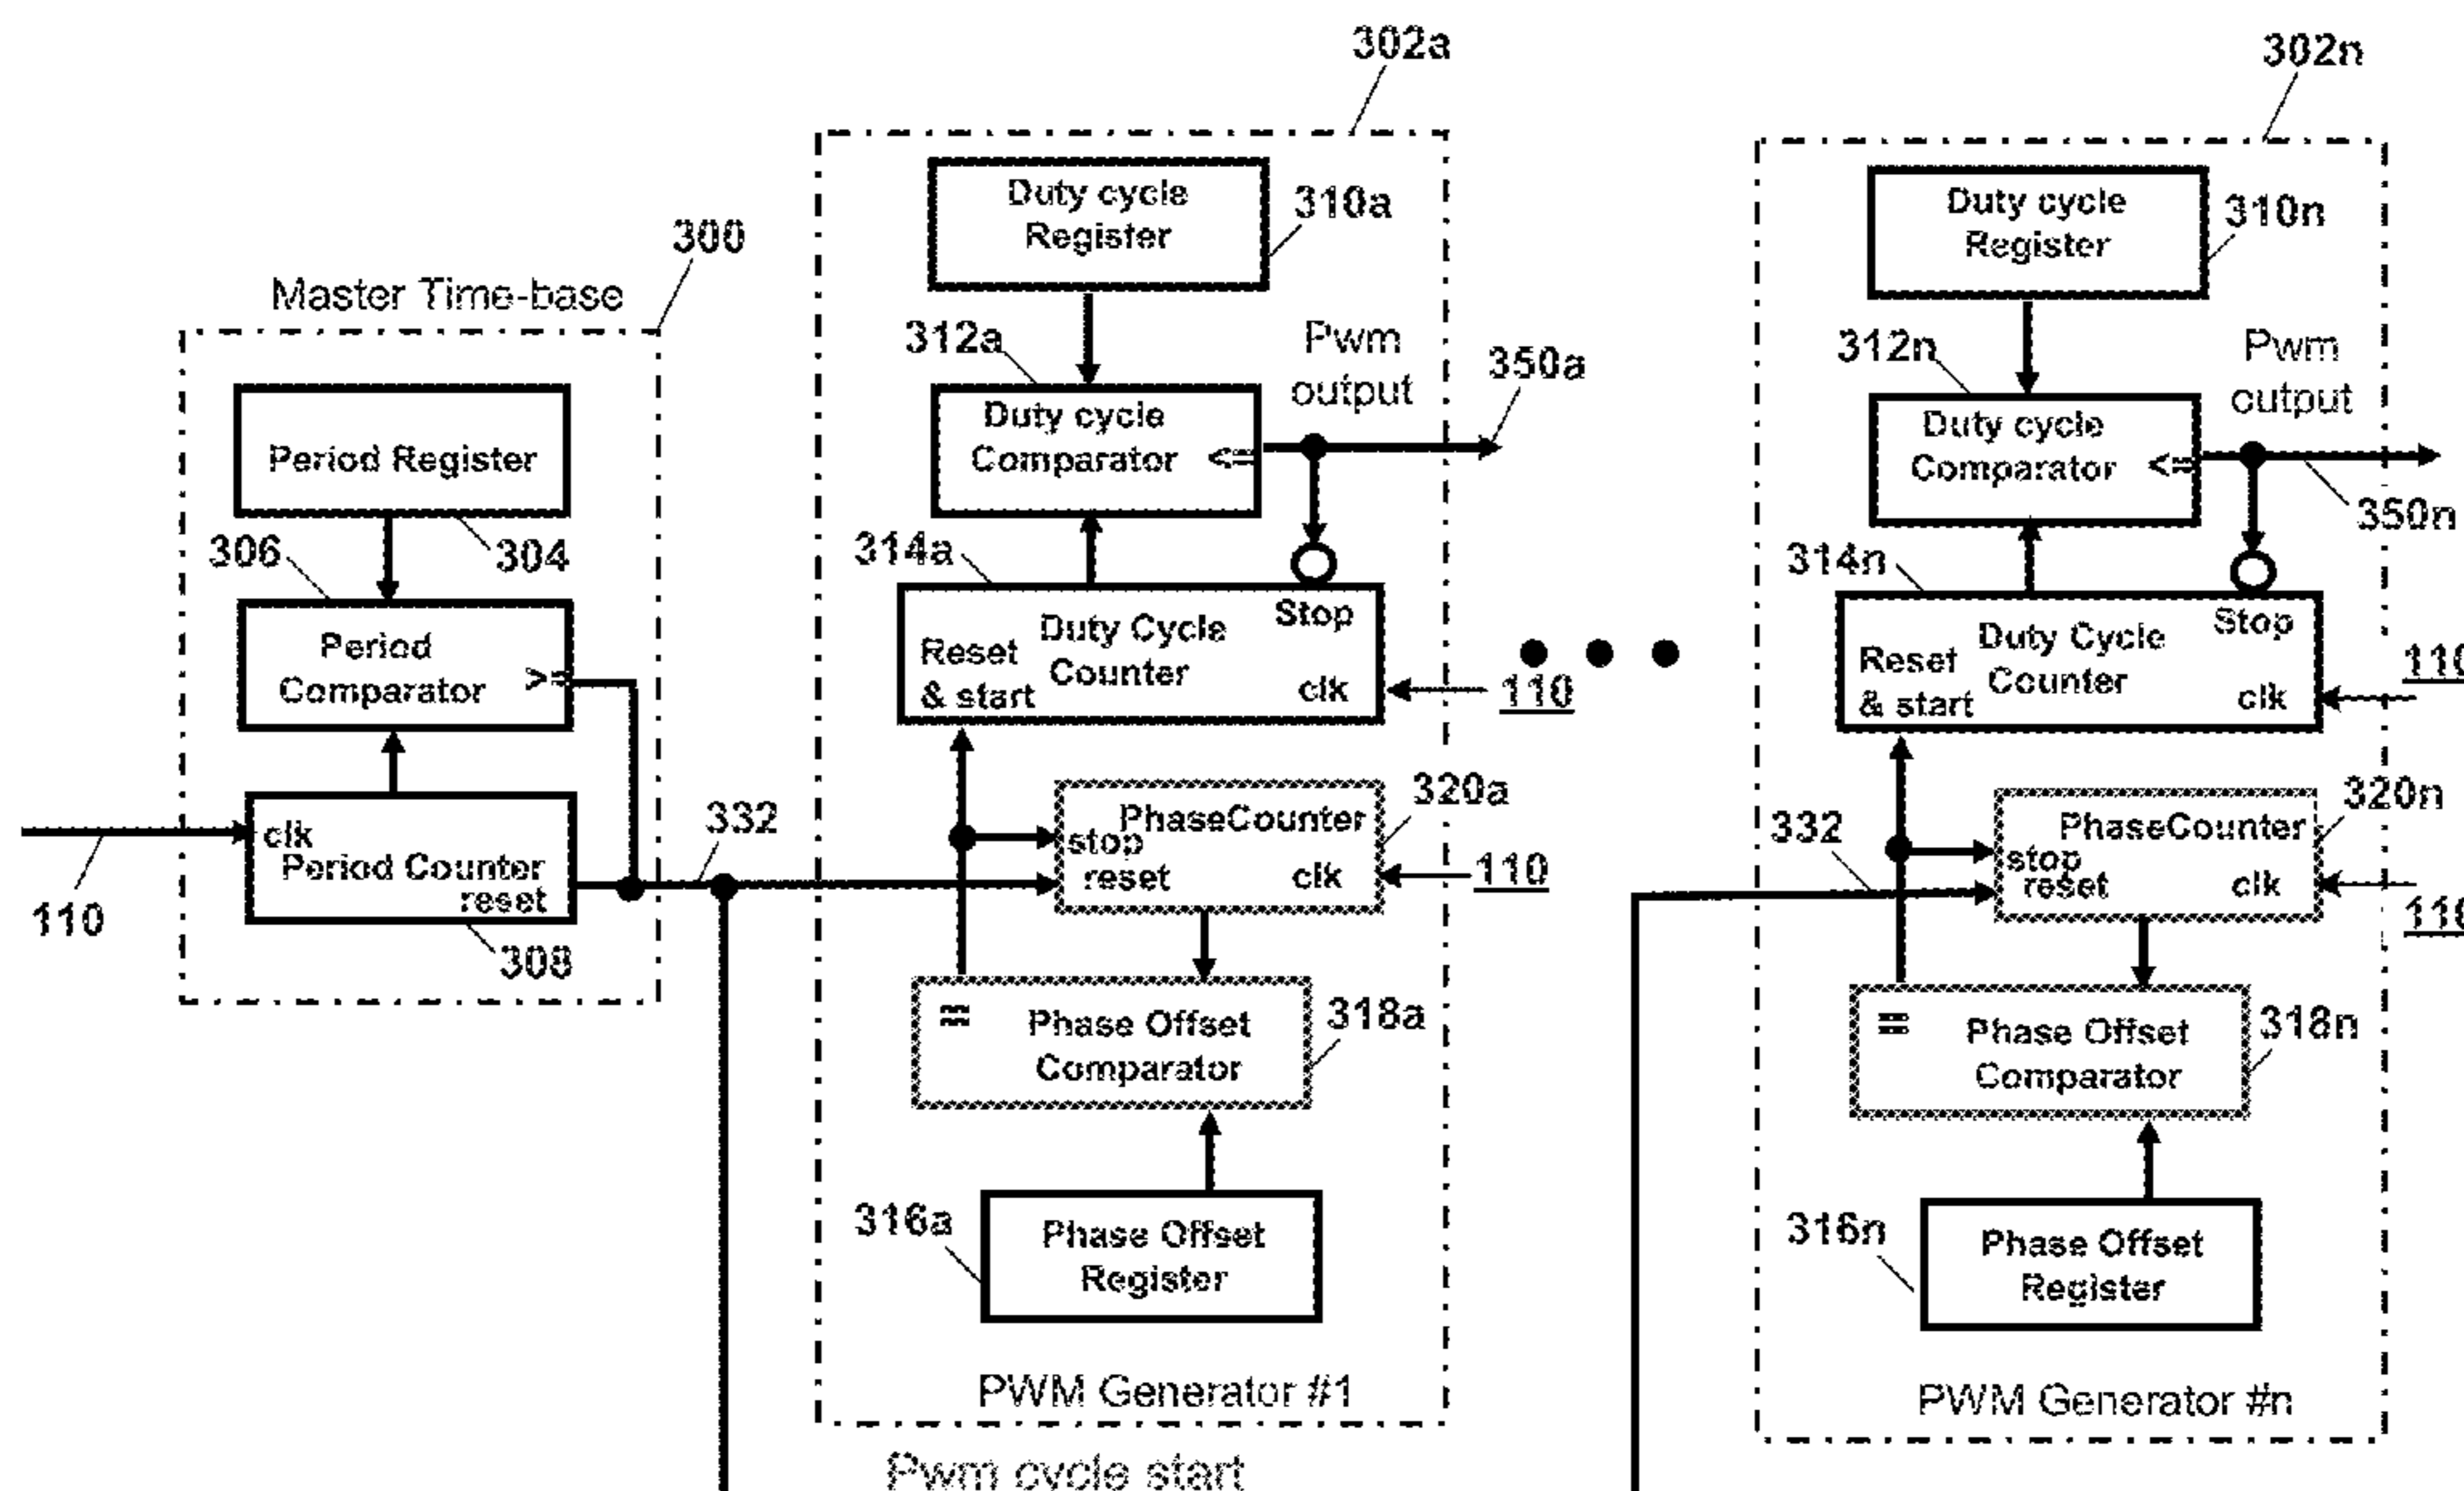 302a
302n
300
Master Time-base
Duty cycle
Register
310a
Duty cycle
Register
310n
312a
Pwm
output
350a
312n
Pwm
output
350n
Period Register
304
306
Duty cycle
Comparator <=
Duty cycle
Comparator <=
314a
314n
Period
Comparator >=
Stop
Duty Cycle
Counter
Reset
& start
clk
110
Stop
Duty Cycle
Counter
Reset
& start
clk
110
clk
Period Counter
reset
110
308
332
PhaseCounter
stop
reset
clk
320a
110
332
PhaseCounter
stop
reset
clk
320n
110
=
Phase Offset
Comparator
318a
=
Phase Offset
Comparator
318n
316a
Phase Offset
Register
316n
Phase Offset
Register
PWM Generator #1
PWM Generator #n
Pwm cycle start